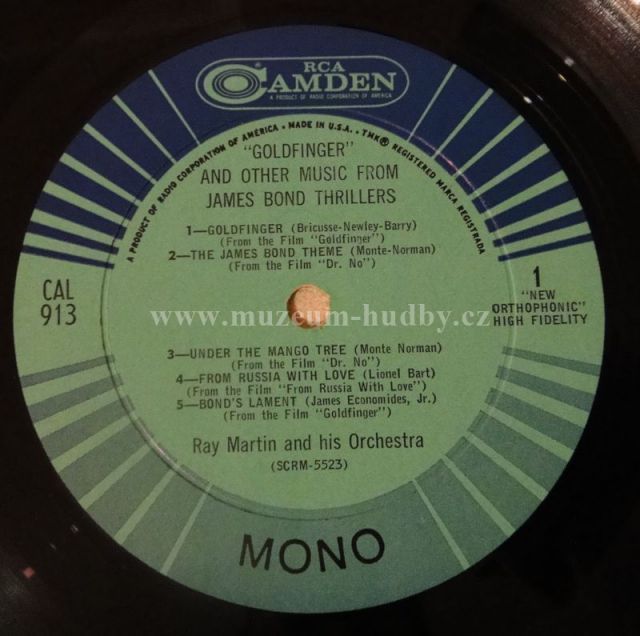 RCA
CAMDEN
A PRODUCT OF RADIO CORPORATION OF AMERICA
A PRODUCT OF RADIO CORPORATION OF AMERICA • MADE IN U.S.A. • TMK® REGISTERED MARCA REGISTRADA
"GOLDFINGER"
AND OTHER MUSIC FROM
JAMES BOND THRILLERS
1—GOLDFINGER (Bricusse-Newley-Barry)
(From the Film "Goldfinger")
2—THE JAMES BOND THEME (Monte-Norman)
(From the Film "Dr. No")
CAL
913
1
"NEW
ORTHOPHONIC"
HIGH FIDELITY
www.muzeum-hudby.cz
3—UNDER THE MANGO TREE (Monte Norman)
(From the Film "Dr. No")
4—FROM RUSSIA WITH LOVE (Lionel Bart)
(From the Film "From Russia With Love")
5—BOND'S LAMENT (James Economides, Jr.)
(From the Film "Goldfinger")
Ray Martin and his Orchestra
(SCRM-5523)
MONO